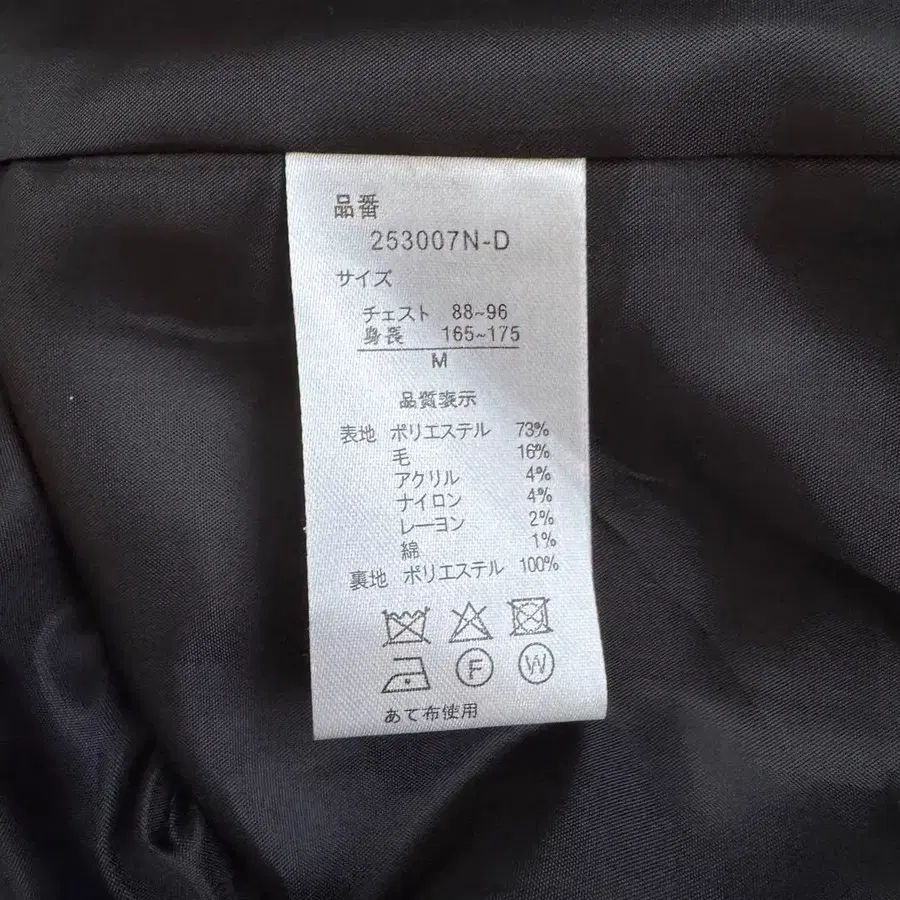 品番
253007N-D
サイズ
チェスト 88~96
身長 165~175
M
品質表示
表地 ポリエステル 73%
毛 16%
アクリル 4%
ナイロン 4%
レーヨン 2%
綿 1%
裏地 ポリエステル 100%
F W
あて布使用